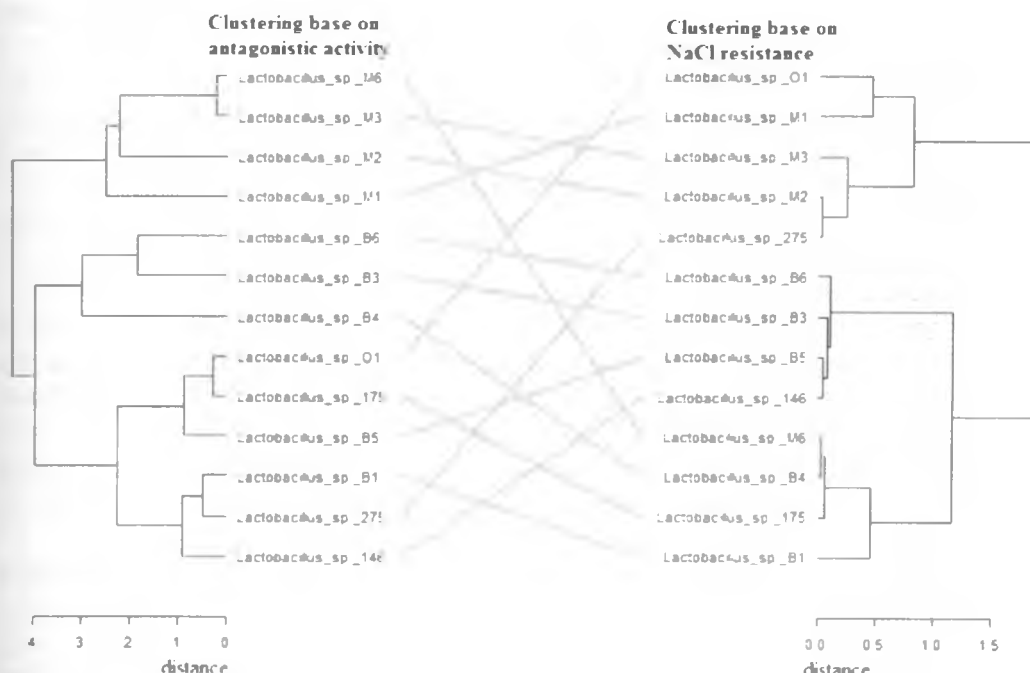 Clustering base on
antagonistic activity
Lactobacillus_sp_M6
Lactobacillus_sp_M3
Lactobacillus_sp_M2
Lactobacillus_sp_M1
Lactobacillus_sp_B6
Lactobacillus_sp_B3
Lactobacillus_sp_B4
Lactobacillus_sp_O1
Lactobacillus_sp_175
Lactobacillus_sp_B5
Lactobacillus_sp_B1
Lactobacillus_sp_275
Lactobacillus_sp_146
4 3 2 1 0
distance
Clustering base on
NaCl resistance
Lactobacillus_sp_O1
Lactobacillus_sp_M1
Lactobacillus_sp_M3
Lactobacillus_sp_M2
Lactobacillus_sp_275
Lactobacillus_sp_B6
Lactobacillus_sp_B3
Lactobacillus_sp_B5
Lactobacillus_sp_146
Lactobacillus_sp_M6
Lactobacillus_sp_B4
Lactobacillus_sp_175
Lactobacillus_sp_B1
0.0 0.5 1.0 1.5
distance